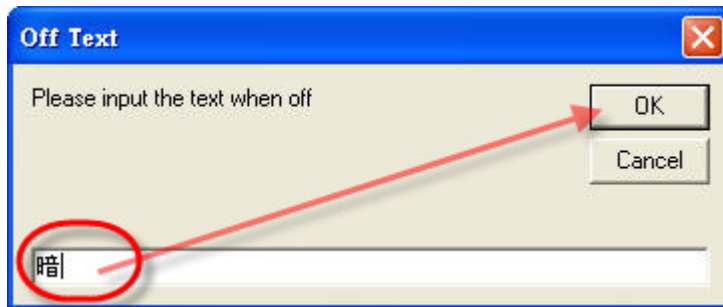 Off Text
Please input the text when off
OK
Cancel
暗